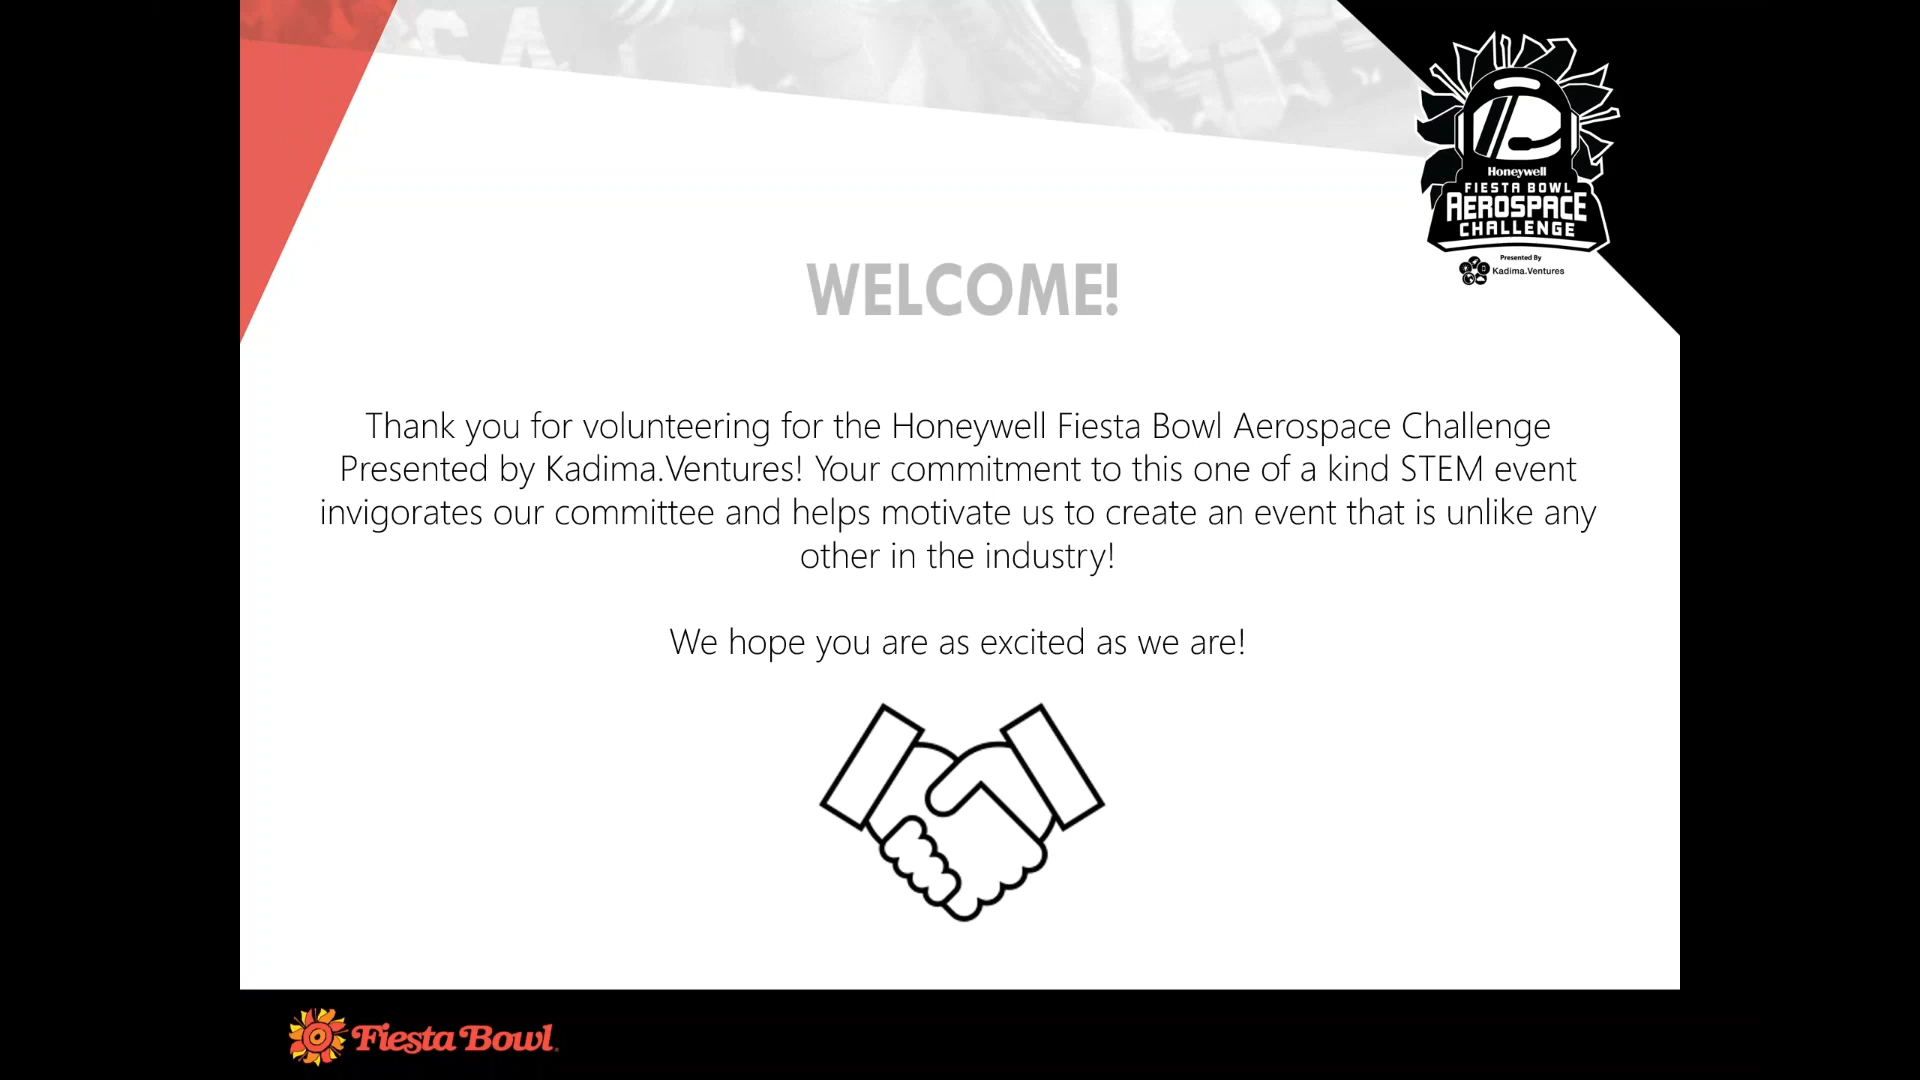 Honeywell
FIESTA BOWL
AEROSPACE
CHALLENGE
Presented By
Kadima.Ventures
WELCOME!
Thank you for volunteering for the Honeywell Fiesta Bowl Aerospace Challenge
Presented by Kadima.Ventures! Your commitment to this one of a kind STEM event
invigorates our committee and helps motivate us to create an event that is unlike any
other in the industry!
We hope you are as excited as we are!
Fiesta Bowl